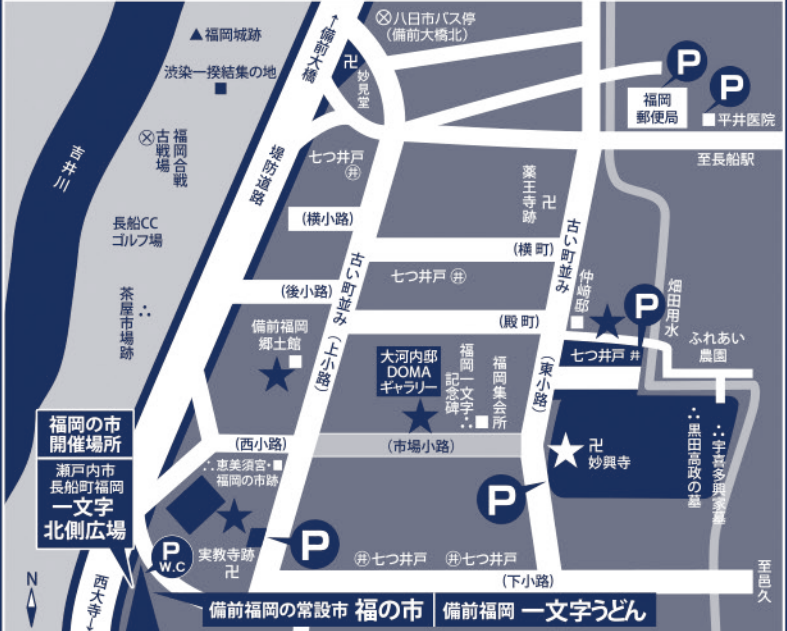 ⊗八日市バス停
(備前大橋北)
▲福岡城跡
↑備前大橋
卍妙見堂
P
P
福岡
郵便局
平井医院
渋染一揆結集の地
至長船駅
福岡合戦
古戦場
吉井川
堤防道路
七つ井戸
井
薬王寺跡
卍
長船CC
ゴルフ場
(横小路)
古い町並み
(横町)
七つ井戸 井
仲﨑邸
畑田用水
(後小路)
古い町並み(上小路)
茶屋市場跡
P
(殿町)
備前福岡
郷土館
大河内邸
DOMA
ギャラリー
福岡一文字
記念碑
福岡集会所
七つ井戸 井
ふれあい
農園
(東小路)
福岡の市
開催場所
(西小路)
(市場小路)
卍
妙興寺
黒田高政の墓
宇喜多興家墓
恵美須宮・
福岡の市跡
瀬戸内市
長船町福岡
一文字
北側広場
P
P
P
W.C
実教寺跡
卍
井七つ井戸
井七つ井戸
(下小路)
至邑久
N
西大寺↓
備前福岡の常設市 福の市
備前福岡 一文字うどん